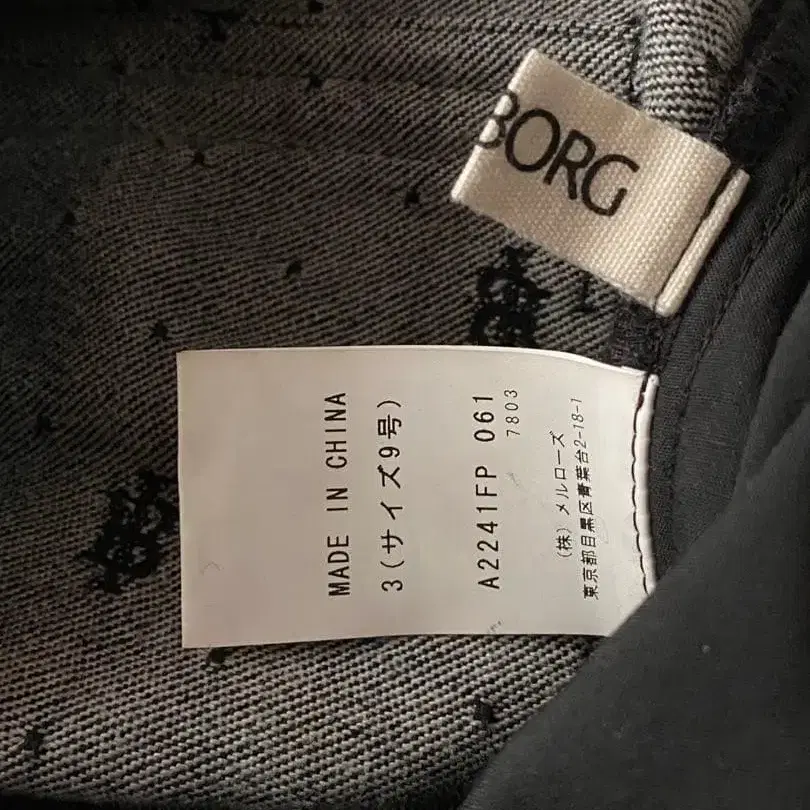 BORG
MADE IN CHINA
3(サイズ9号)
A2241FP 061
7803
(株) メルローズ
東京都目黒区青葉台2-18-1